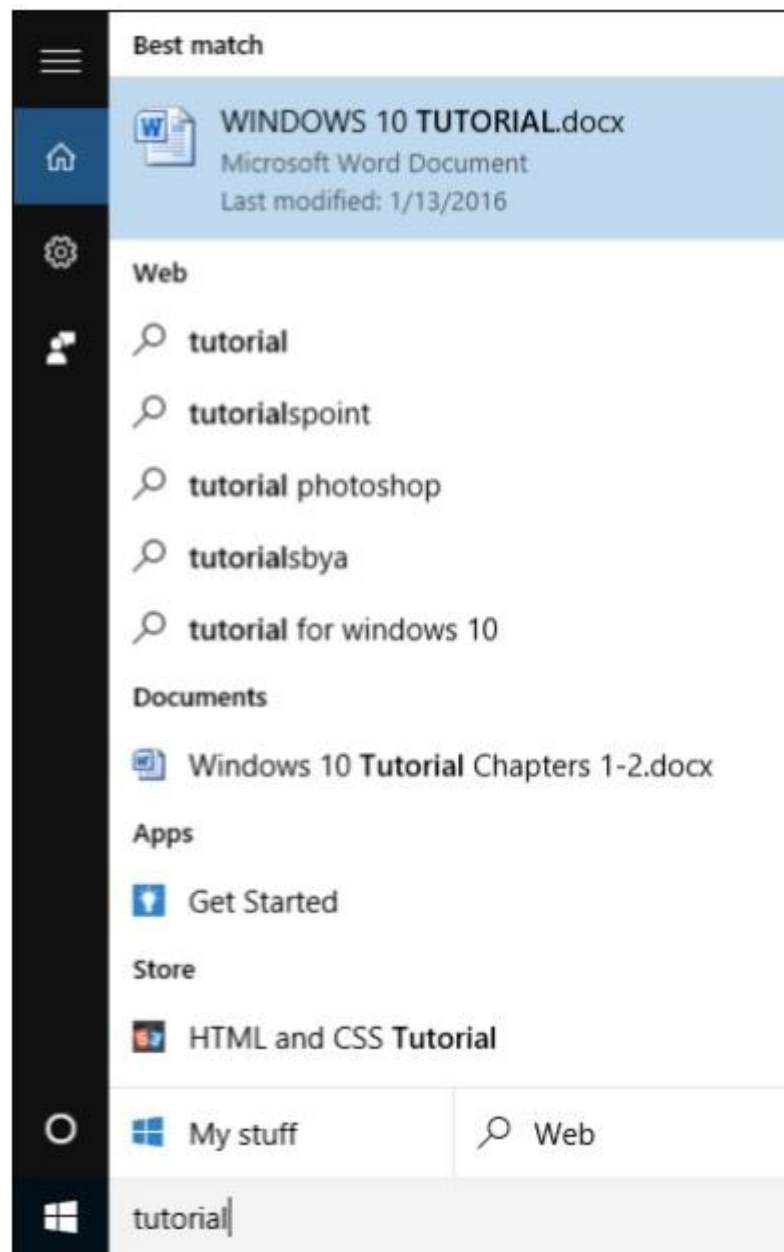 Best match
WINDOWS 10 TUTORIAL.docx
Microsoft Word Document
Last modified: 1/13/2016
Web
tutorial
tutorialspoint
tutorial photoshop
tutorialsbya
tutorial for windows 10
Documents
Windows 10 Tutorial Chapters 1-2.docx
Apps
Get Started
Store
HTML and CSS Tutorial
My stuff
Web
tutorial